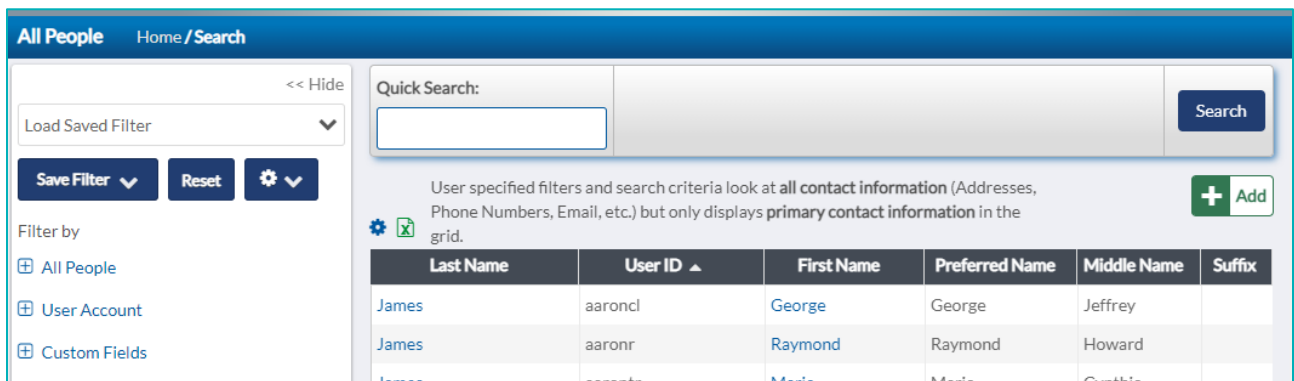 All People Home / Search
<< Hide
Load Saved Filter
Save Filter Reset
Filter by
All People
User Account
Custom Fields
Quick Search:
Search
User specified filters and search criteria look at all contact information (Addresses,
Phone Numbers, Email, etc.) but only displays primary contact information in the
grid.
Add
Last Name User ID First Name Preferred Name Middle Name Suffix
James aaroncl George George Jeffrey
James aaronr Raymond Raymond Howard